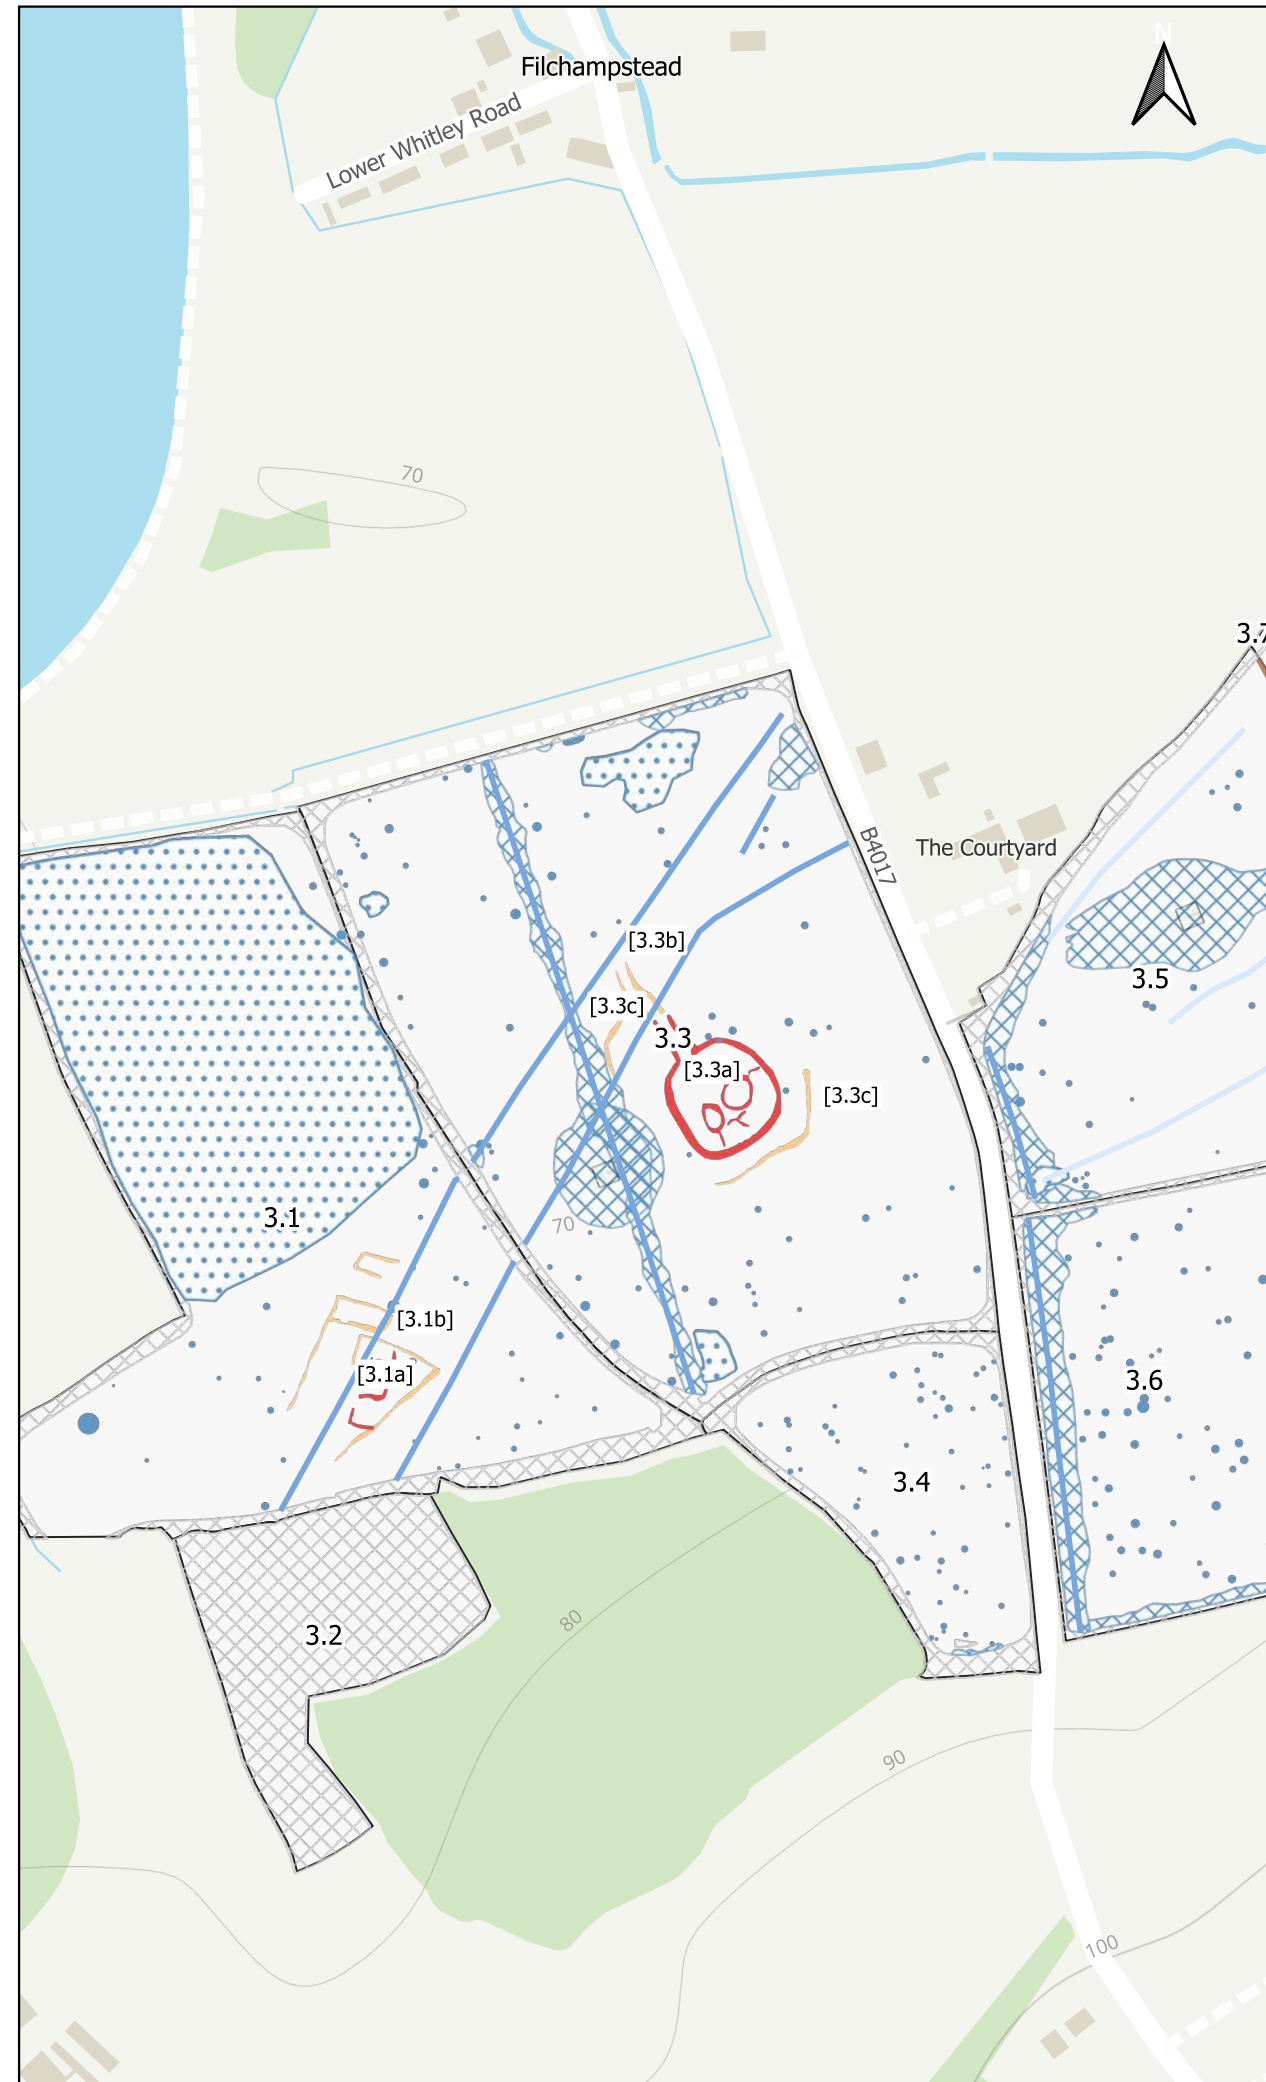 N
Filchampstead
Lower Whitley Road
70
3.7
B4017
The Courtyard
[3.3b]
3.5
[3.3c]
3.3
[3.3a]
[3.3c]
3.1
70
[3.1b]
[3.1a]
3.6
3.4
80
3.2
90
100